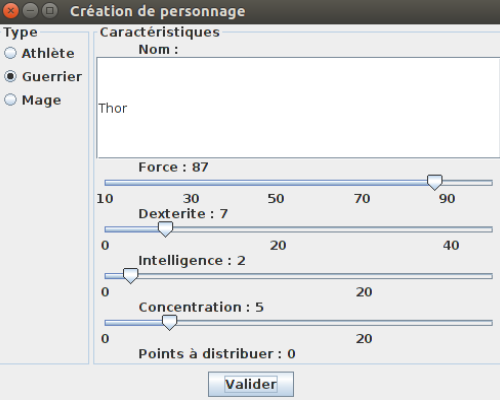 Création de personnage
Type
Athlète
Guerrier
Mage
Caractéristiques
Nom :
Thor
Force : 87
10 30 50 70 90
Dexterite : 7
0 20 40
Intelligence : 2
0 20
Concentration : 5
0 20
Points à distribuer : 0
Valider